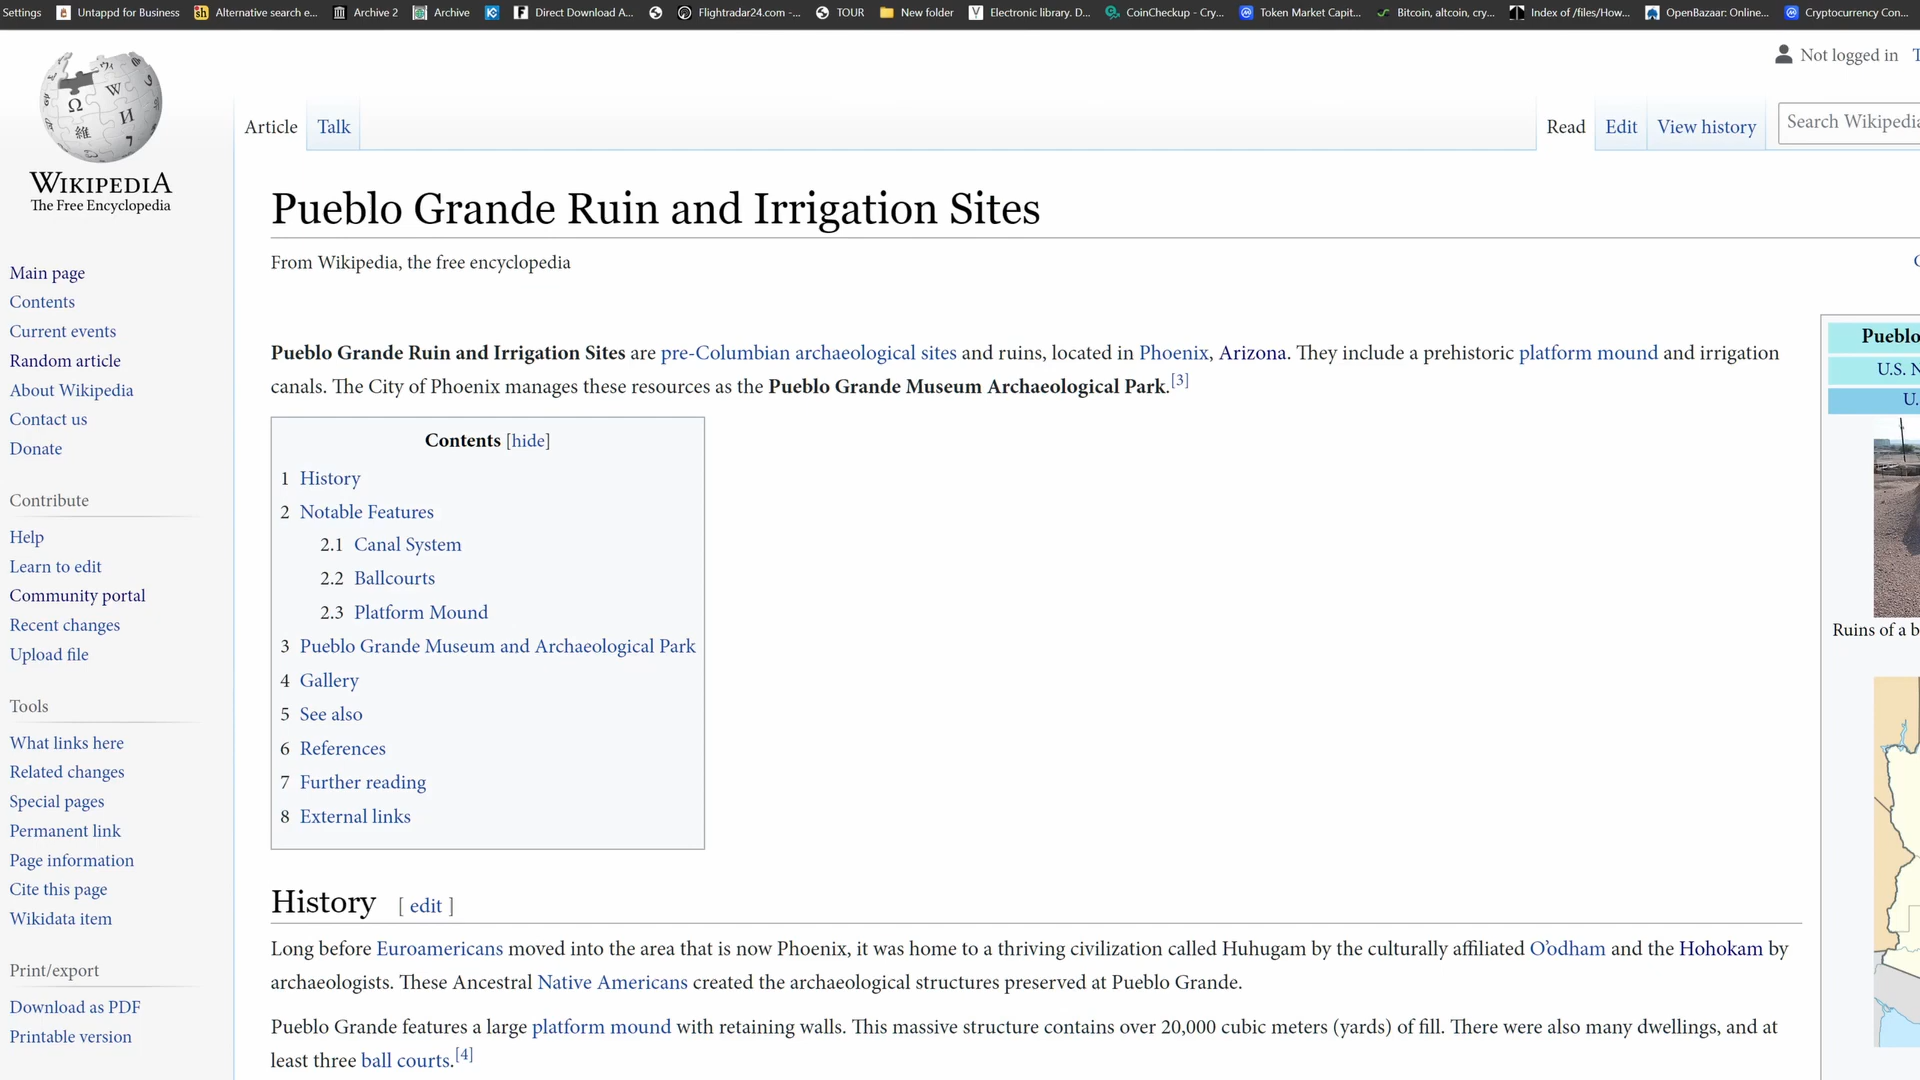 Settings Untappd for Business Alternative search e... Archive 2 Archive Direct Download A... Flightradar24.com -... TOUR New folder Electronic library. D... CoinCheckup - Cry... Token Market Capit... Bitcoin, altcoin, cry... Index of /files/How... OpenBazaar: Online... Cryptocurrency Con...
Not logged in
Article Talk Read Edit View history Search Wikipedia
WIKIPEDIA
The Free Encyclopedia
Main page
Contents
Current events
Random article
About Wikipedia
Contact us
Donate
Contribute
Help
Learn to edit
Community portal
Recent changes
Upload file
Tools
What links here
Related changes
Special pages
Permanent link
Page information
Cite this page
Wikidata item
Print/export
Download as PDF
Printable version
Pueblo Grande Ruin and Irrigation Sites
From Wikipedia, the free encyclopedia
Pueblo Grande Ruin and Irrigation Sites are pre-Columbian archaeological sites and ruins, located in Phoenix, Arizona. They include a prehistoric platform mound and irrigation
canals. The City of Phoenix manages these resources as the Pueblo Grande Museum Archaeological Park.[3]
Contents [hide]
1 History
2 Notable Features
2.1 Canal System
2.2 Ballcourts
2.3 Platform Mound
3 Pueblo Grande Museum and Archaeological Park
4 Gallery
5 See also
6 References
7 Further reading
8 External links
History [ edit ]
Long before Euroamericans moved into the area that is now Phoenix, it was home to a thriving civilization called Huhugam by the culturally affiliated O'odham and the Hohokam by
archaeologists. These Ancestral Native Americans created the archaeological structures preserved at Pueblo Grande.
Pueblo Grande features a large platform mound with retaining walls. This massive structure contains over 20,000 cubic meters (yards) of fill. There were also many dwellings, and at
least three ball courts.[4]
Pueblo
U.S. N
U.
Ruins of a b